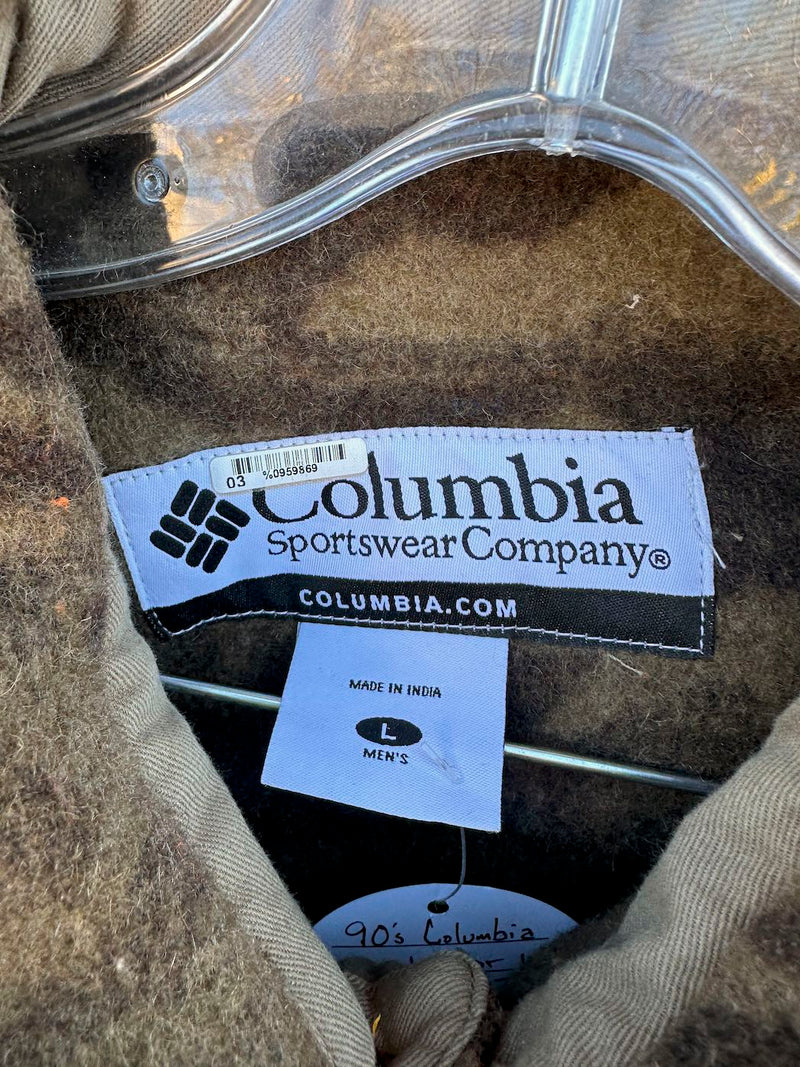 03 %0959869
Columbia
Sportswear Company®
COLUMBIA.COM
MADE IN INDIA
L
MEN'S
90's Columbia